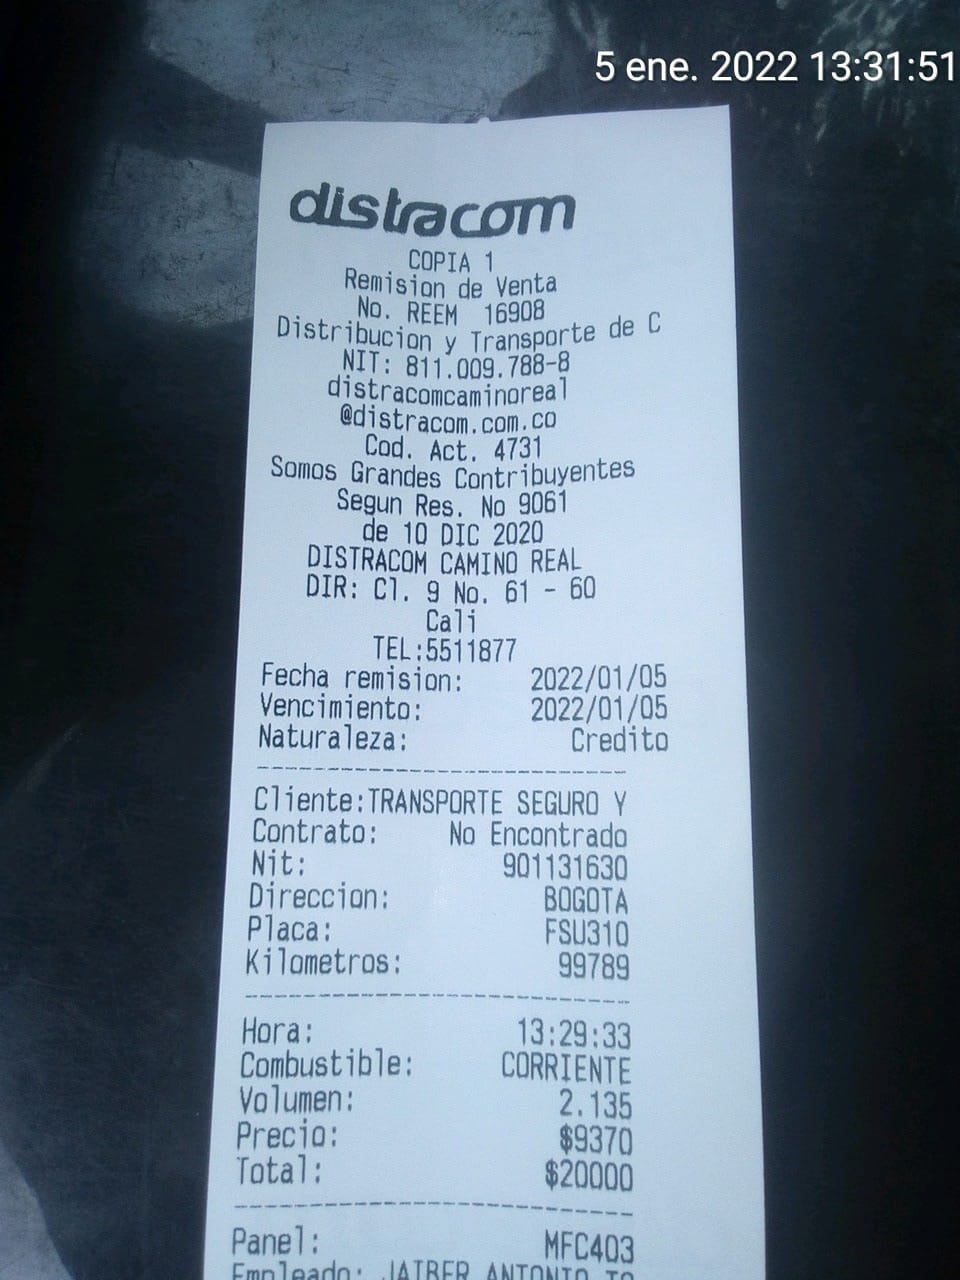 5 ene. 2022 13:31:51
distracom
COPIA 1
Remision de Venta
No. REEM 16908
Distribucion y Transporte de C
NIT: 811.009.788-8
distracomcaminoreal
@distracom.com.co
Cod. Act. 4731
Somos Grandes Contribuyentes
Segun Res. No 9061
de 10 DIC 2020
DISTRACOM CAMINO REAL
DIR: Cl. 9 No. 61 - 60
Cali
TEL:5511877
Fecha remision: 2022/01/05
Vencimiento: 2022/01/05
Naturaleza: Credito
Cliente:TRANSPORTE SEGURO Y
Contrato: No Encontrado
Nit: 901131630
Direccion: BOGOTA
Placa: FSU310
Kilometros: 99789
Hora: 13:29:33
Combustible: CORRIENTE
Volumen: 2.135
Precio: $9370
Total: $20000
Panel: MFC403
Empleado: JAIBER ANTONIO TO